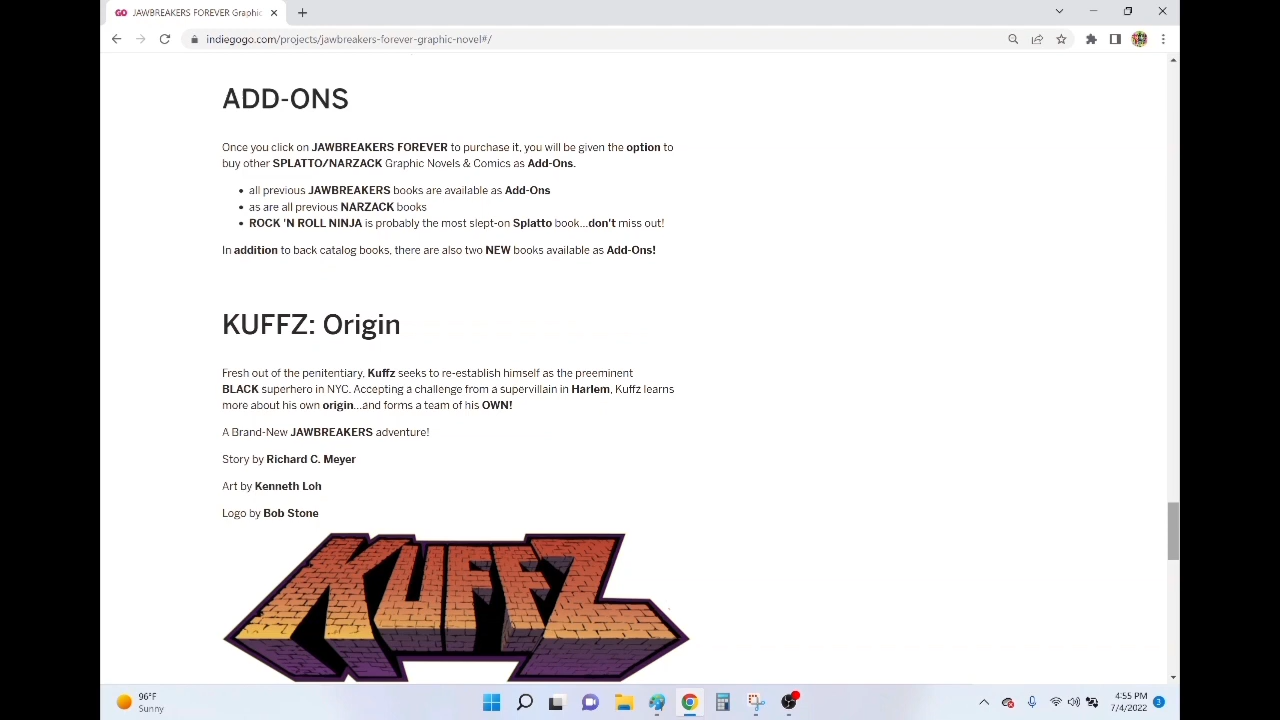 JAWBREAKERS FOREVER Graphic
indiegogo.com/projects/jawbreakers-forever-graphic-novel#/
ADD-ONS
Once you click on JAWBREAKERS FOREVER to purchase it, you will be given the option to
buy other SPLATTO/NARZACK Graphic Novels & Comics as Add-Ons.
• all previous JAWBREAKERS books are available as Add-Ons
• as are all previous NARZACK books
• ROCK 'N ROLL NINJA is probably the most slept-on Splatto book...don't miss out!
In addition to back catalog books, there are also two NEW books available as Add-Ons!
KUFFZ: Origin
Fresh out of the penitentiary, Kuffz seeks to re-establish himself as the preeminent
BLACK superhero in NYC. Accepting a challenge from a supervillain in Harlem, Kuffz learns
more about his own origin...and forms a team of his OWN!
A Brand-New JAWBREAKERS adventure!
Story by Richard C. Meyer
Art by Kenneth Loh
Logo by Bob Stone
KUFFZ
96°F
Sunny
4:55 PM
7/4/2022
3